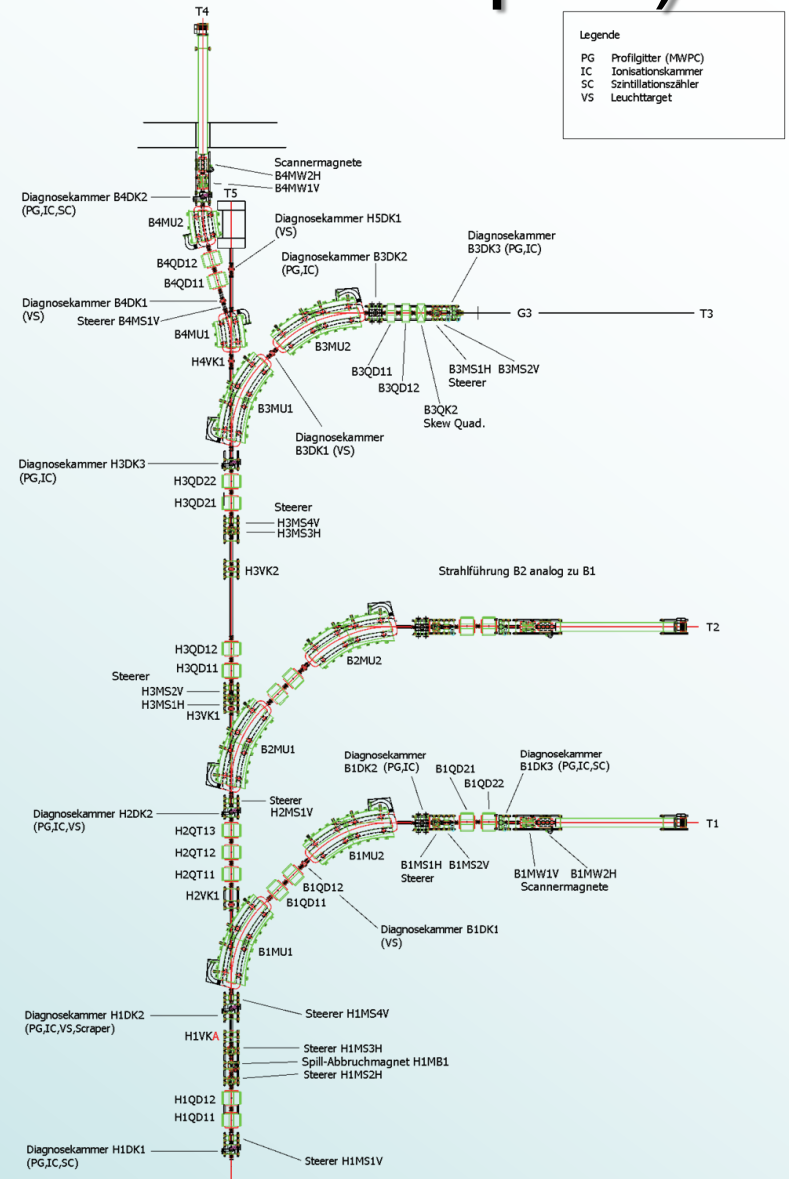 T4
Legende
PG Profilgitter (MWPC)
IC Ionisationskammer
SC Szintillationszähler
VS Leuchttarget
Scannermagnete
B4MW2H
B4MW1V
Diagnosekammer B4DK2
(PG,IC,SC)
T5
B4MU2
Diagnosekammer H5DK1
(VS)
Diagnosekammer
B3DK3 (PG,IC)
Diagnosekammer B3DK2
(PG,IC)
B4QD12
B4QD11
Diagnosekammer B4DK1
(VS)
Steerer B4MS1V
B4MU1
G3
T3
B3MU2
H4VK1
B3QD11
B3QD12
B3MS1H
Steerer
B3MS2V
B3QK2
Skew Quad.
B3MU1
Diagnosekammer
B3DK1 (VS)
Diagnosekammer H3DK3
(PG,IC)
H3QD22
H3QD21
Steerer
H3MS4V
H3MS3H
H3VK2
Strahlführung B2 analog zu B1
T2
H3QD12
H3QD11
B2MU2
Steerer
H3MS2V
H3MS1H
H3VK1
B2MU1
Diagnosekammer
B1DK2 (PG,IC)
B1QD21
B1QD22
Diagnosekammer
B1DK3 (PG,IC,SC)
Steerer
H2MS1V
Diagnosekammer H2DK2
(PG,IC,VS)
T1
H2QT13
H2QT12
H2QT11
H2VK1
B1MU2
B1MS1H
Steerer
B1MS2V
B1MW1V
B1MW2H
Scannermagnete
B1QD12
B1QD11
Diagnosekammer B1DK1
(VS)
B1MU1
Diagnosekammer H1DK2
(PG,IC,VS,Scraper)
Steerer H1MS4V
H1VKA
Steerer H1MS3H
Spill-Abbruchmagnet H1MB1
Steerer H1MS2H
H1QD12
H1QD11
Diagnosekammer H1DK1
(PG,IC,SC)
Steerer H1MS1V